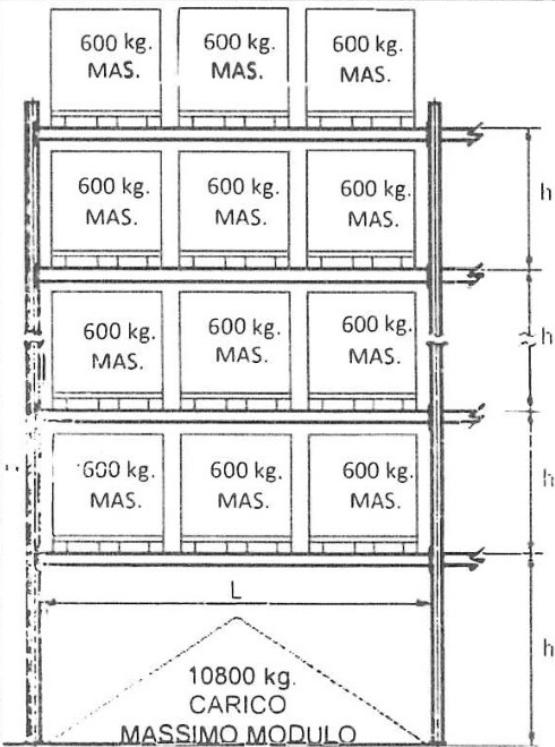 600 kg. 600 kg. 600 kg.
MAS. MAS. MAS.
h
600 kg. 600 kg. 600 kg.
MAS. MAS. MAS.
h
600 kg. 600 kg. 600 kg.
MAS. MAS. MAS.
h
600 kg. 600 kg. 600 kg.
MAS. MAS. MAS.
L
h
10800 kg.
CARICO
MASSIMO MODULO